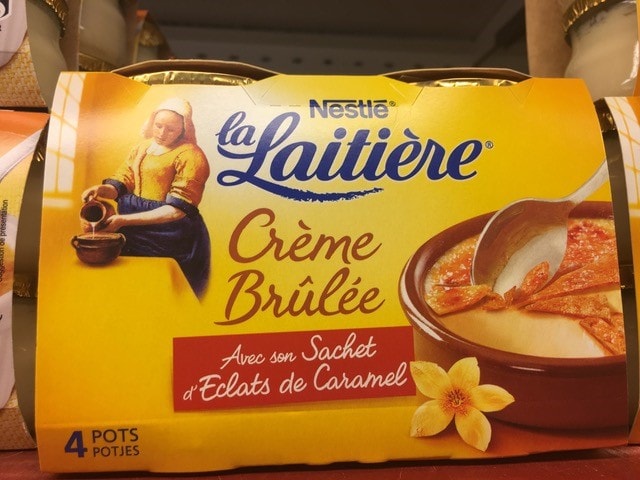 Nestlé®
la
Laitière®
Crème
Brûlée
Avec son Sachet
d'Eclats de Caramel
4 POTS
POTJES